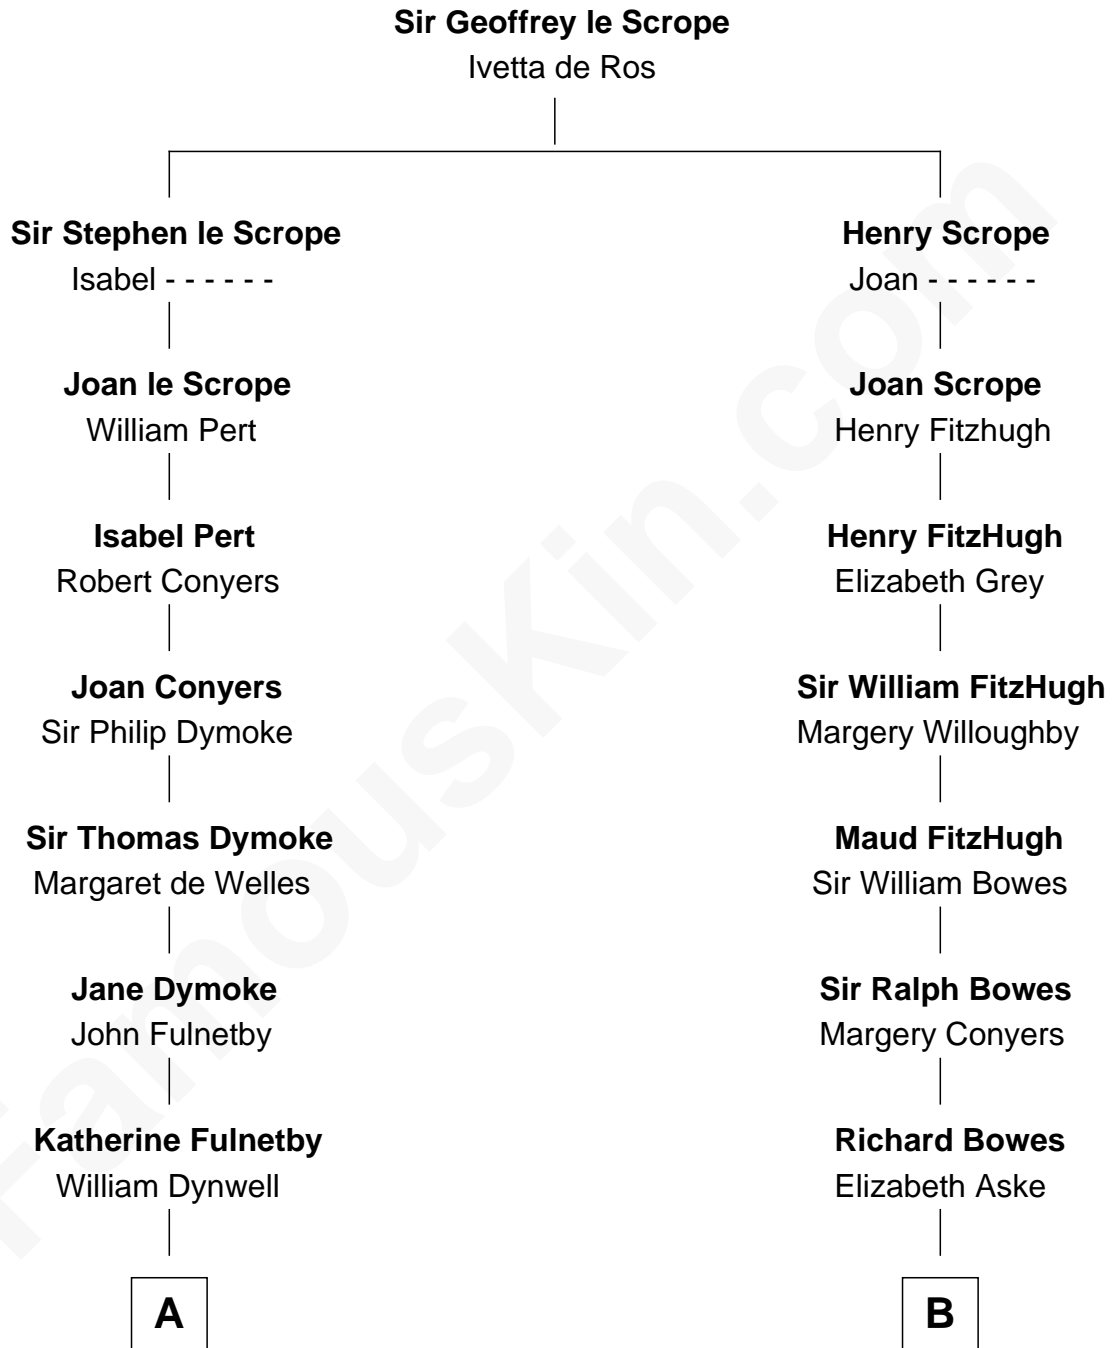 Sir Geoffrey le Scrope
Ivetta de Ros
Sir Stephen le Scrope
Isabel - - - - - -
Joan le Scrope
William Pert
Isabel Pert
Robert Conyers
Joan Conyers
Sir Philip Dymoke
Sir Thomas Dymoke
Margaret de Welles
Jane Dymoke
John Fulnetby
Katherine Fulnetby
William Dynwell
A
Henry Scrope
Joan - - - - - -
Joan Scrope
Henry Fitzhugh
Henry FitzHugh
Elizabeth Grey
Sir William FitzHugh
Margery Willoughby
Maud FitzHugh
Sir William Bowes
Sir Ralph Bowes
Margery Conyers
Richard Bowes
Elizabeth Aske
B
FamousKin.com